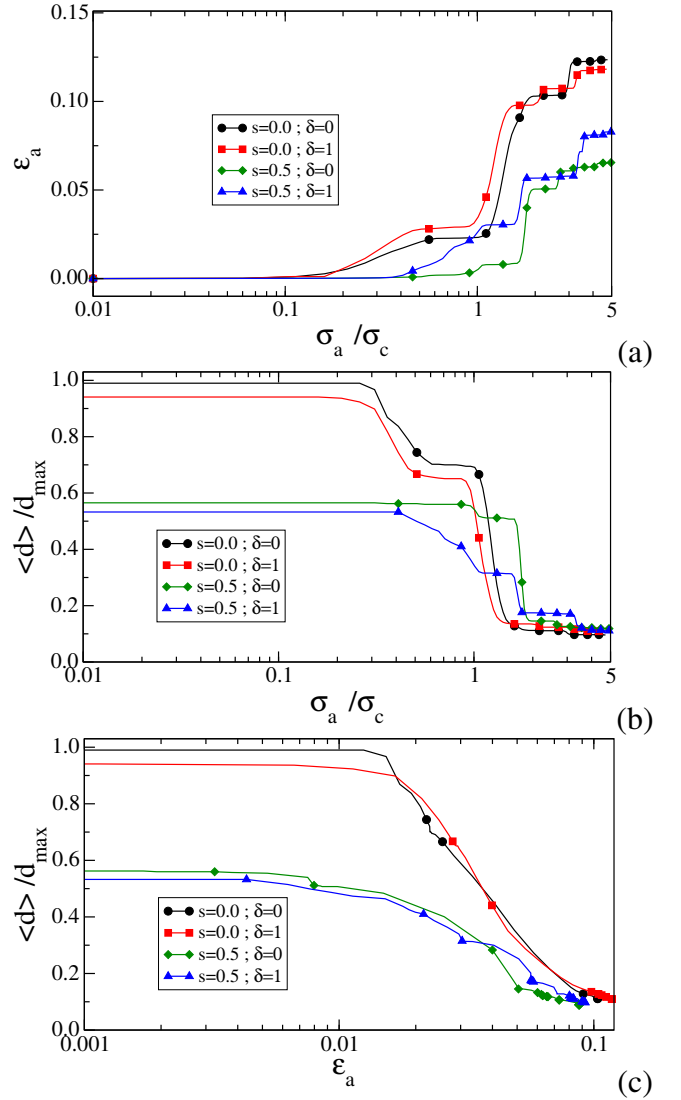 0.15
0.10
0.05
0.00
ε_a
s=0.0 ; δ=0
s=0.0 ; δ=1
s=0.5 ; δ=0
s=0.5 ; δ=1
0.01 0.1 1 5
σ_a /σ_c
(a)
1.0
0.8
0.6
0.4
0.2
0.0
<d> /d_max
s=0.0 ; δ=0
s=0.0 ; δ=1
s=0.5 ; δ=0
s=0.5 ; δ=1
0.01 0.1 1 5
σ_a /σ_c
(b)
1.0
0.8
0.6
0.4
0.2
0.0
<d> /d_max
s=0.0 ; δ=0
s=0.0 ; δ=1
s=0.5 ; δ=0
s=0.5 ; δ=1
0.001 0.01 0.1
ε_a
(c)